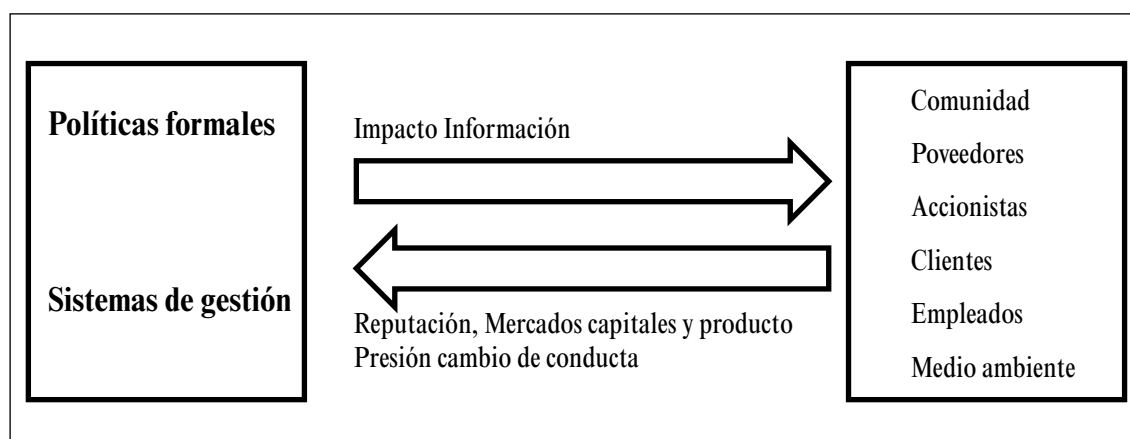 Políticas formales
Sistemas de gestión
Impacto Información
Reputación, Mercados capitales y producto
Presión cambio de conducta
Comunidad
Poveedores
Accionistas
Clientes
Empleados
Medio ambiente